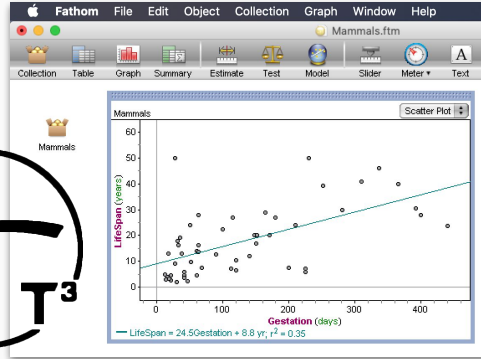 Fathom File Edit Object Collection Graph Window Help
Mammals.ftm
Collection Table Graph Summary Estimate Test Model Slider Meter ▾ Text
A
Mammals
Mammals Scatter Plot
60
50
40
30
20
10
0
LifeSpan (years)
0 100 200 300 400
Gestation (days)
LifeSpan = 24.5Gestation + 8.8 yr; r² = 0.35
T³